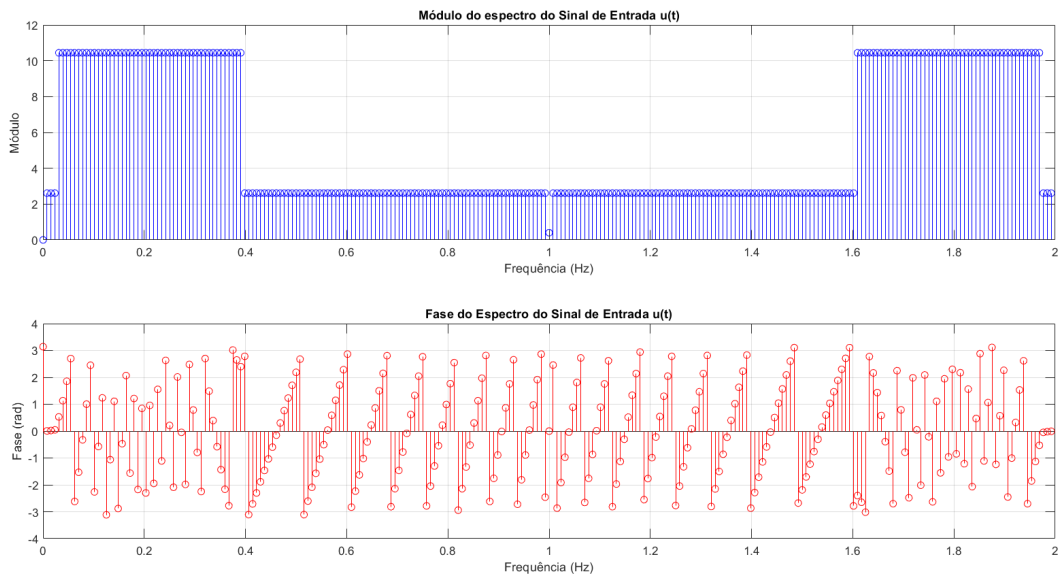 Módulo do espectro do Sinal de Entrada u(t)
12
10
8
6
4
2
0
Módulo
0 0.2 0.4 0.6 0.8 1 1.2 1.4 1.6 1.8 2
Frequência (Hz)
Fase do Espectro do Sinal de Entrada u(t)
4
3
2
1
0
-1
-2
-3
-4
Fase (rad)
0 0.2 0.4 0.6 0.8 1 1.2 1.4 1.6 1.8 2
Frequência (Hz)